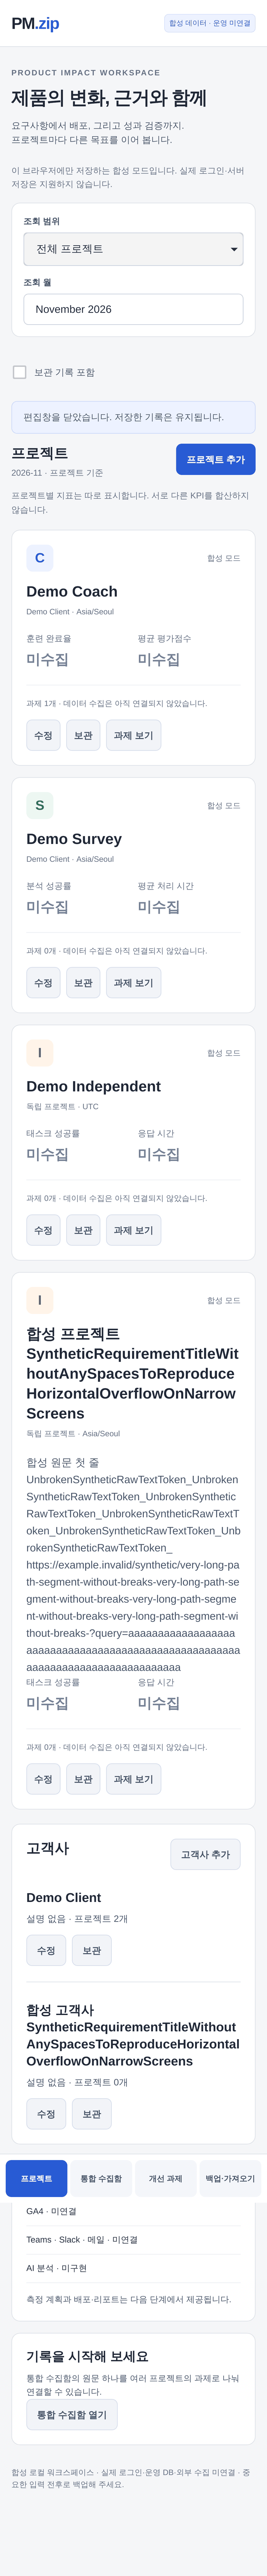 PM.zip
합성 데이터 · 운영 미연결
PRODUCT IMPACT WORKSPACE
제품의 변화, 근거와 함께
요구사항에서 배포, 그리고 성과 검증까지.
프로젝트마다 다른 목표를 이어 봅니다.
이 브라우저에만 저장하는 합성 모드입니다. 실제 로그인·서버
저장은 지원하지 않습니다.
조회 범위
전체 프로젝트
조회 월
November 2026
보관 기록 포함
편집창을 닫았습니다. 저장한 기록은 유지됩니다.
프로젝트
2026-11 · 프로젝트 기준
프로젝트 추가
프로젝트별 지표는 따로 표시합니다. 서로 다른 KPI를 합산하지
않습니다.
C
합성 모드
Demo Coach
Demo Client · Asia/Seoul
훈련 완료율
평균 평가점수
미수집
미수집
과제 1개 · 데이터 수집은 아직 연결되지 않았습니다.
수정
보관
과제 보기
S
합성 모드
Demo Survey
Demo Client · Asia/Seoul
분석 성공률
평균 처리 시간
미수집
미수집
과제 0개 · 데이터 수집은 아직 연결되지 않았습니다.
수정
보관
과제 보기
I
합성 모드
Demo Independent
독립 프로젝트 · UTC
태스크 성공률
응답 시간
미수집
미수집
과제 0개 · 데이터 수집은 아직 연결되지 않았습니다.
수정
보관
과제 보기
I
합성 모드
합성 프로젝트
SyntheticRequirementTitleWit
houtAnySpacesToReproduce
HorizontalOverflowOnNarrow
Screens
독립 프로젝트 · Asia/Seoul
합성 원문 첫 줄
UnbrokenSyntheticRawTextToken_Unbroken
SyntheticRawTextToken_UnbrokenSynthetic
RawTextToken_UnbrokenSyntheticRawTextT
oken_UnbrokenSyntheticRawTextToken_Unb
rokenSyntheticRawTextToken_
https://example.invalid/synthetic/very-long-pa
th-segment-without-breaks-very-long-path-se
gment-without-breaks-very-long-path-segme
nt-without-breaks-very-long-path-segment-wi
thout-breaks-?query=aaaaaaaaaaaaaaaaaa
aaaaaaaaaaaaaaaaaaaaaaaaaaaaaaaaaaaa
aaaaaaaaaaaaaaaaaaaaaaaaaa
태스크 성공률
응답 시간
미수집
미수집
과제 0개 · 데이터 수집은 아직 연결되지 않았습니다.
수정
보관
과제 보기
고객사
고객사 추가
Demo Client
설명 없음 · 프로젝트 2개
수정
보관
합성 고객사
SyntheticRequirementTitleWithout
AnySpacesToReproduceHorizontal
OverflowOnNarrowScreens
설명 없음 · 프로젝트 0개
수정
보관
프로젝트
통합 수집함
개선 과제
백업·가져오기
GA4 · 미연결
Teams · Slack · 메일 · 미연결
AI 분석 · 미구현
측정 계획과 배포·리포트는 다음 단계에서 제공됩니다.
기록을 시작해 보세요
통합 수집함의 원문 하나를 여러 프로젝트의 과제로 나눠
연결할 수 있습니다.
통합 수집함 열기
합성 로컬 워크스페이스 · 실제 로그인·운영 DB·외부 수집 미연결 · 중
요한 입력 전후로 백업해 주세요.